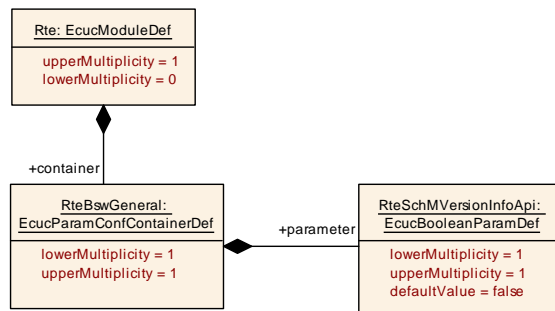 Rte: EcucModuleDef
upperMultiplicity = 1
lowerMultiplicity = 0
+container
RteBswGeneral:
EcucParamConfContainerDef
lowerMultiplicity = 1
upperMultiplicity = 1
+parameter
RteSchMVersionInfoApi:
EcucBooleanParamDef
lowerMultiplicity = 1
upperMultiplicity = 1
defaultValue = false